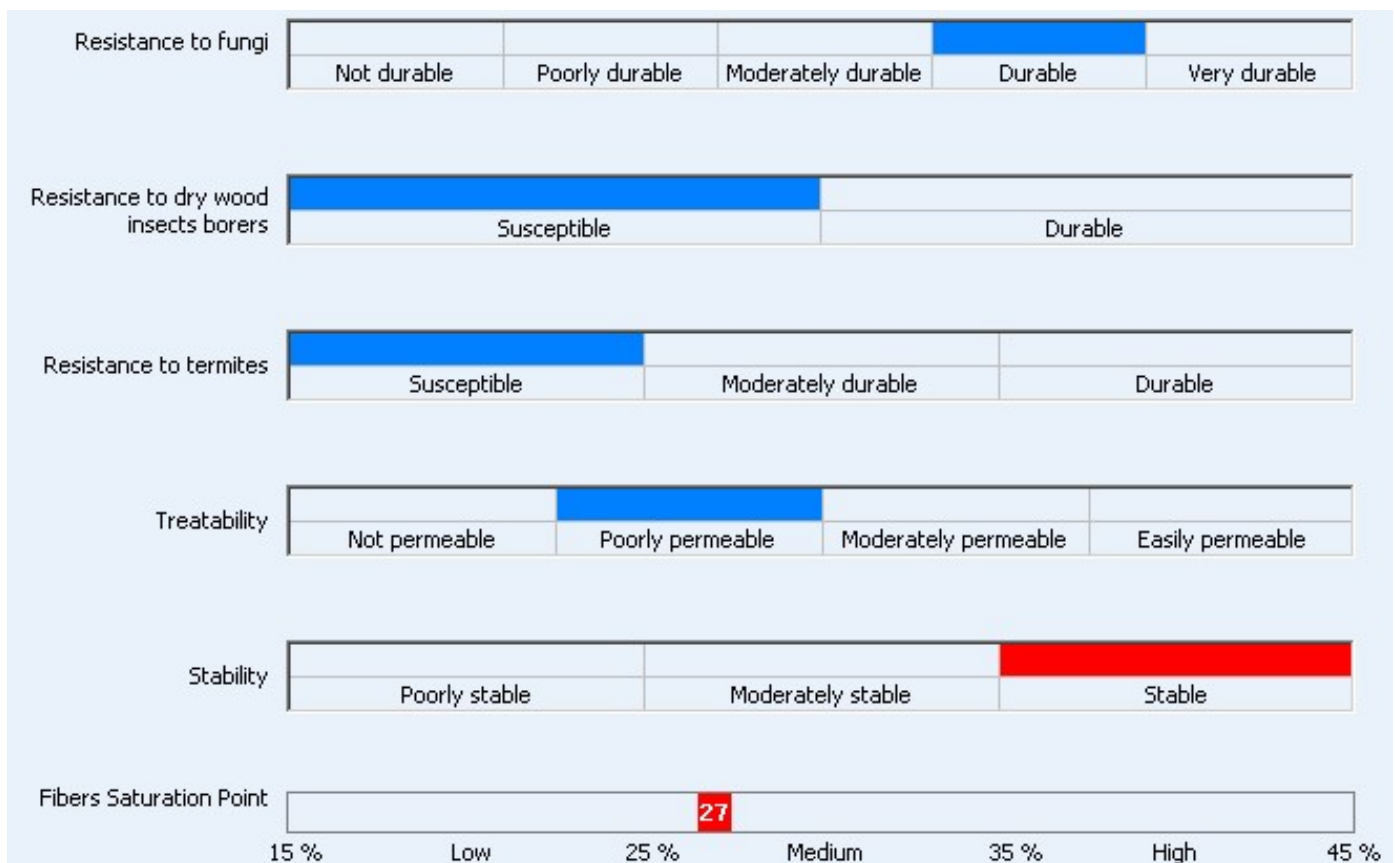 Resistance to fungi
Not durable Poorly durable Moderately durable Durable Very durable
Resistance to dry wood
insects borers
Susceptible Durable
Resistance to termites
Susceptible Moderately durable Durable
Treatability
Not permeable Poorly permeable Moderately permeable Easily permeable
Stability
Poorly stable Moderately stable Stable
Fibers Saturation Point
27
15 % Low 25 % Medium 35 % High 45 %